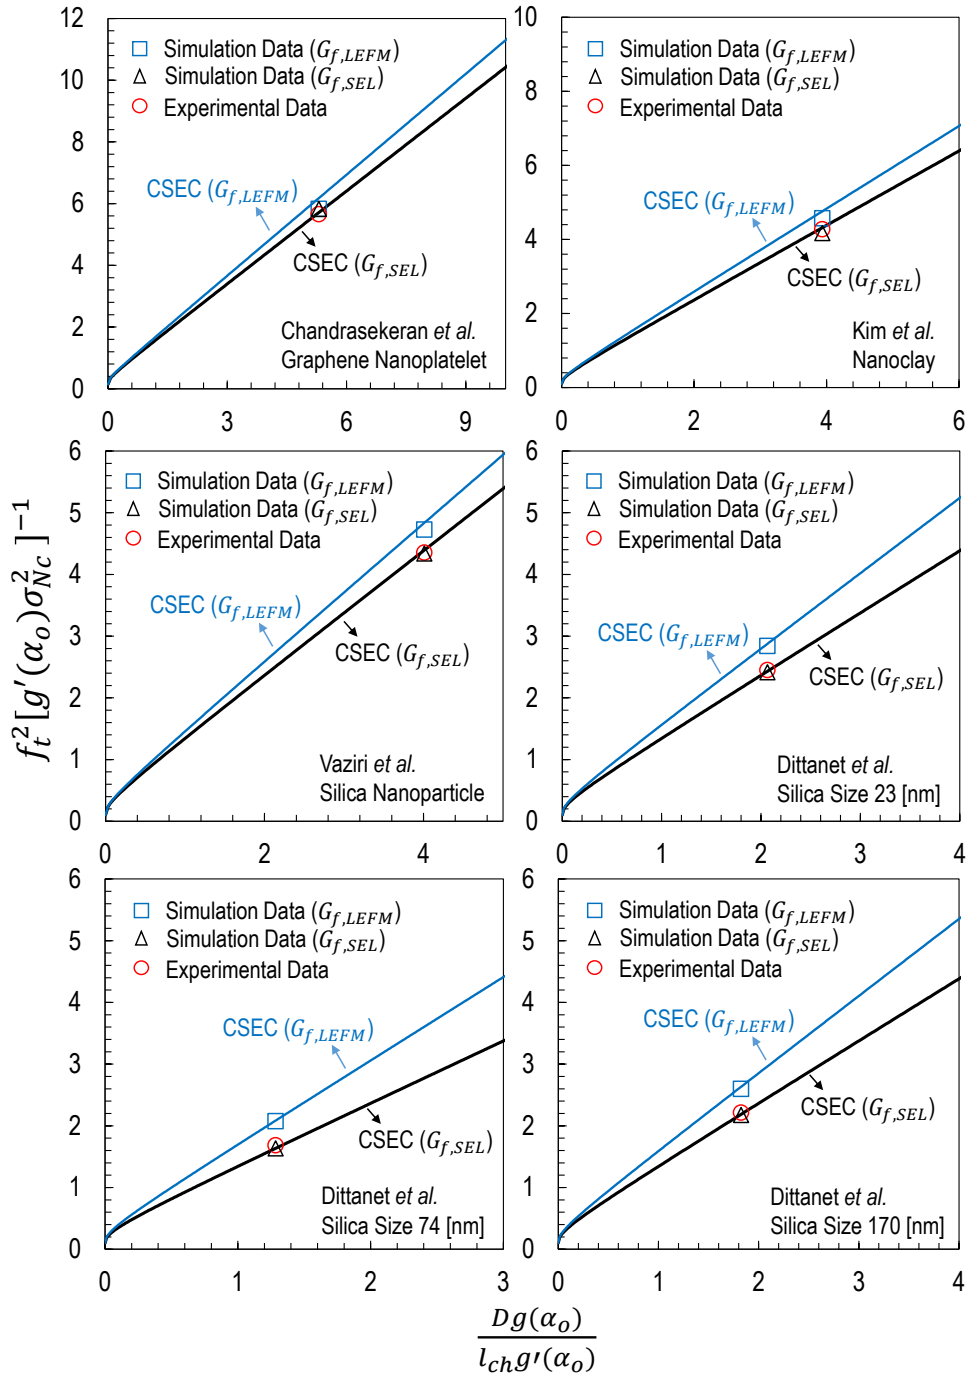 f_t^2 [g′(α_o)σ_{Nc}^2 ]^{−1}
12
10
8
6
4
2
0
0
3
6
9
Simulation Data (G_{f,LEFM})
Simulation Data (G_{f,SEL})
Experimental Data
CSEC (G_{f,LEFM})
CSEC (G_{f,SEL})
Chandrasekeran et al.
Graphene Nanoplatelet
10
8
6
4
2
0
0
2
4
6
Simulation Data (G_{f,LEFM})
Simulation Data (G_{f,SEL})
Experimental Data
CSEC (G_{f,LEFM})
CSEC (G_{f,SEL})
Kim et al.
Nanoclay
6
5
4
3
2
1
0
0
2
4
Simulation Data (G_{f,LEFM})
Simulation Data (G_{f,SEL})
Experimental Data
CSEC (G_{f,LEFM})
CSEC (G_{f,SEL})
Vaziri et al.
Silica Nanoparticle
6
5
4
3
2
1
0
0
1
2
3
4
Simulation Data (G_{f,LEFM})
Simulation Data (G_{f,SEL})
Experimental Data
CSEC (G_{f,LEFM})
CSEC (G_{f,SEL})
Dittanet et al.
Silica Size 23 [nm]
6
5
4
3
2
1
0
0
1
2
3
Simulation Data (G_{f,LEFM})
Simulation Data (G_{f,SEL})
Experimental Data
CSEC (G_{f,LEFM})
CSEC (G_{f,SEL})
Dittanet et al.
Silica Size 74 [nm]
6
5
4
3
2
1
0
0
1
2
3
4
Simulation Data (G_{f,LEFM})
Simulation Data (G_{f,SEL})
Experimental Data
CSEC (G_{f,LEFM})
CSEC (G_{f,SEL})
Dittanet et al.
Silica Size 170 [nm]
Dg(α_o)
l_{ch}g′(α_o)